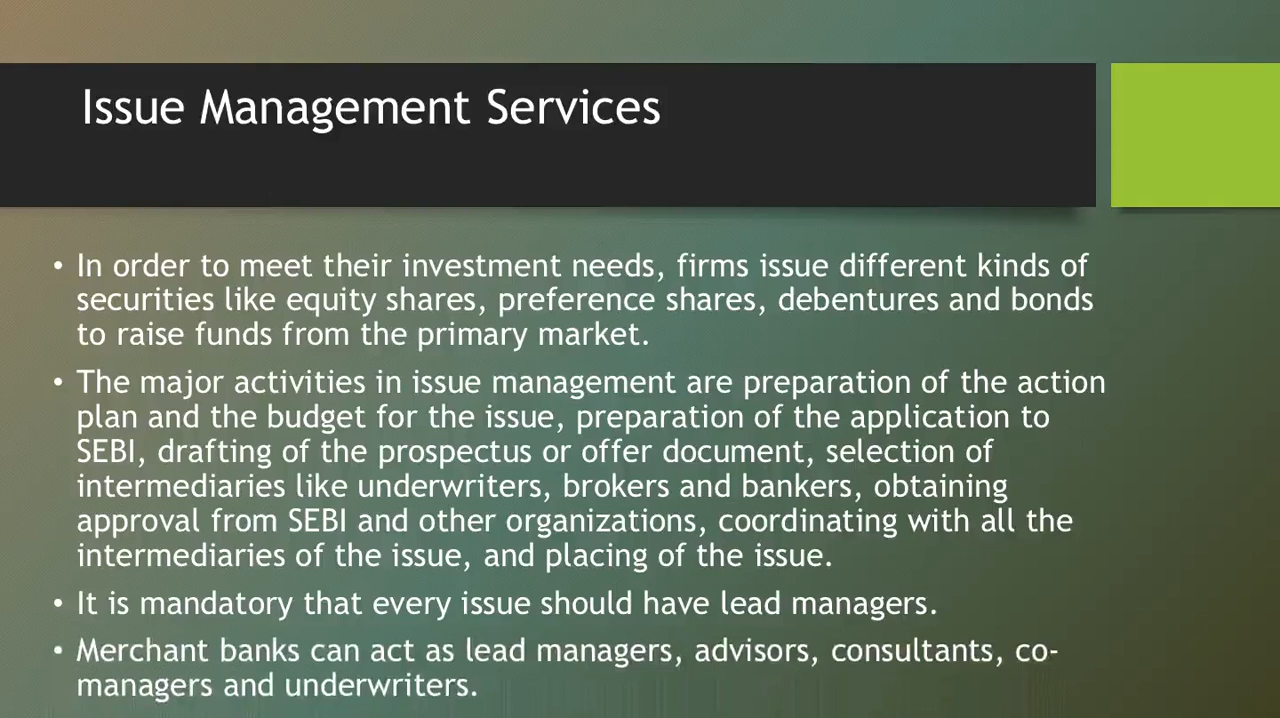 Issue Management Services
• In order to meet their investment needs, firms issue different kinds of
securities like equity shares, preference shares, debentures and bonds
to raise funds from the primary market.
• The major activities in issue management are preparation of the action
plan and the budget for the issue, preparation of the application to
SEBI, drafting of the prospectus or offer document, selection of
intermediaries like underwriters, brokers and bankers, obtaining
approval from SEBI and other organizations, coordinating with all the
intermediaries of the issue, and placing of the issue.
• It is mandatory that every issue should have lead managers.
• Merchant banks can act as lead managers, advisors, consultants, co-
managers and underwriters.